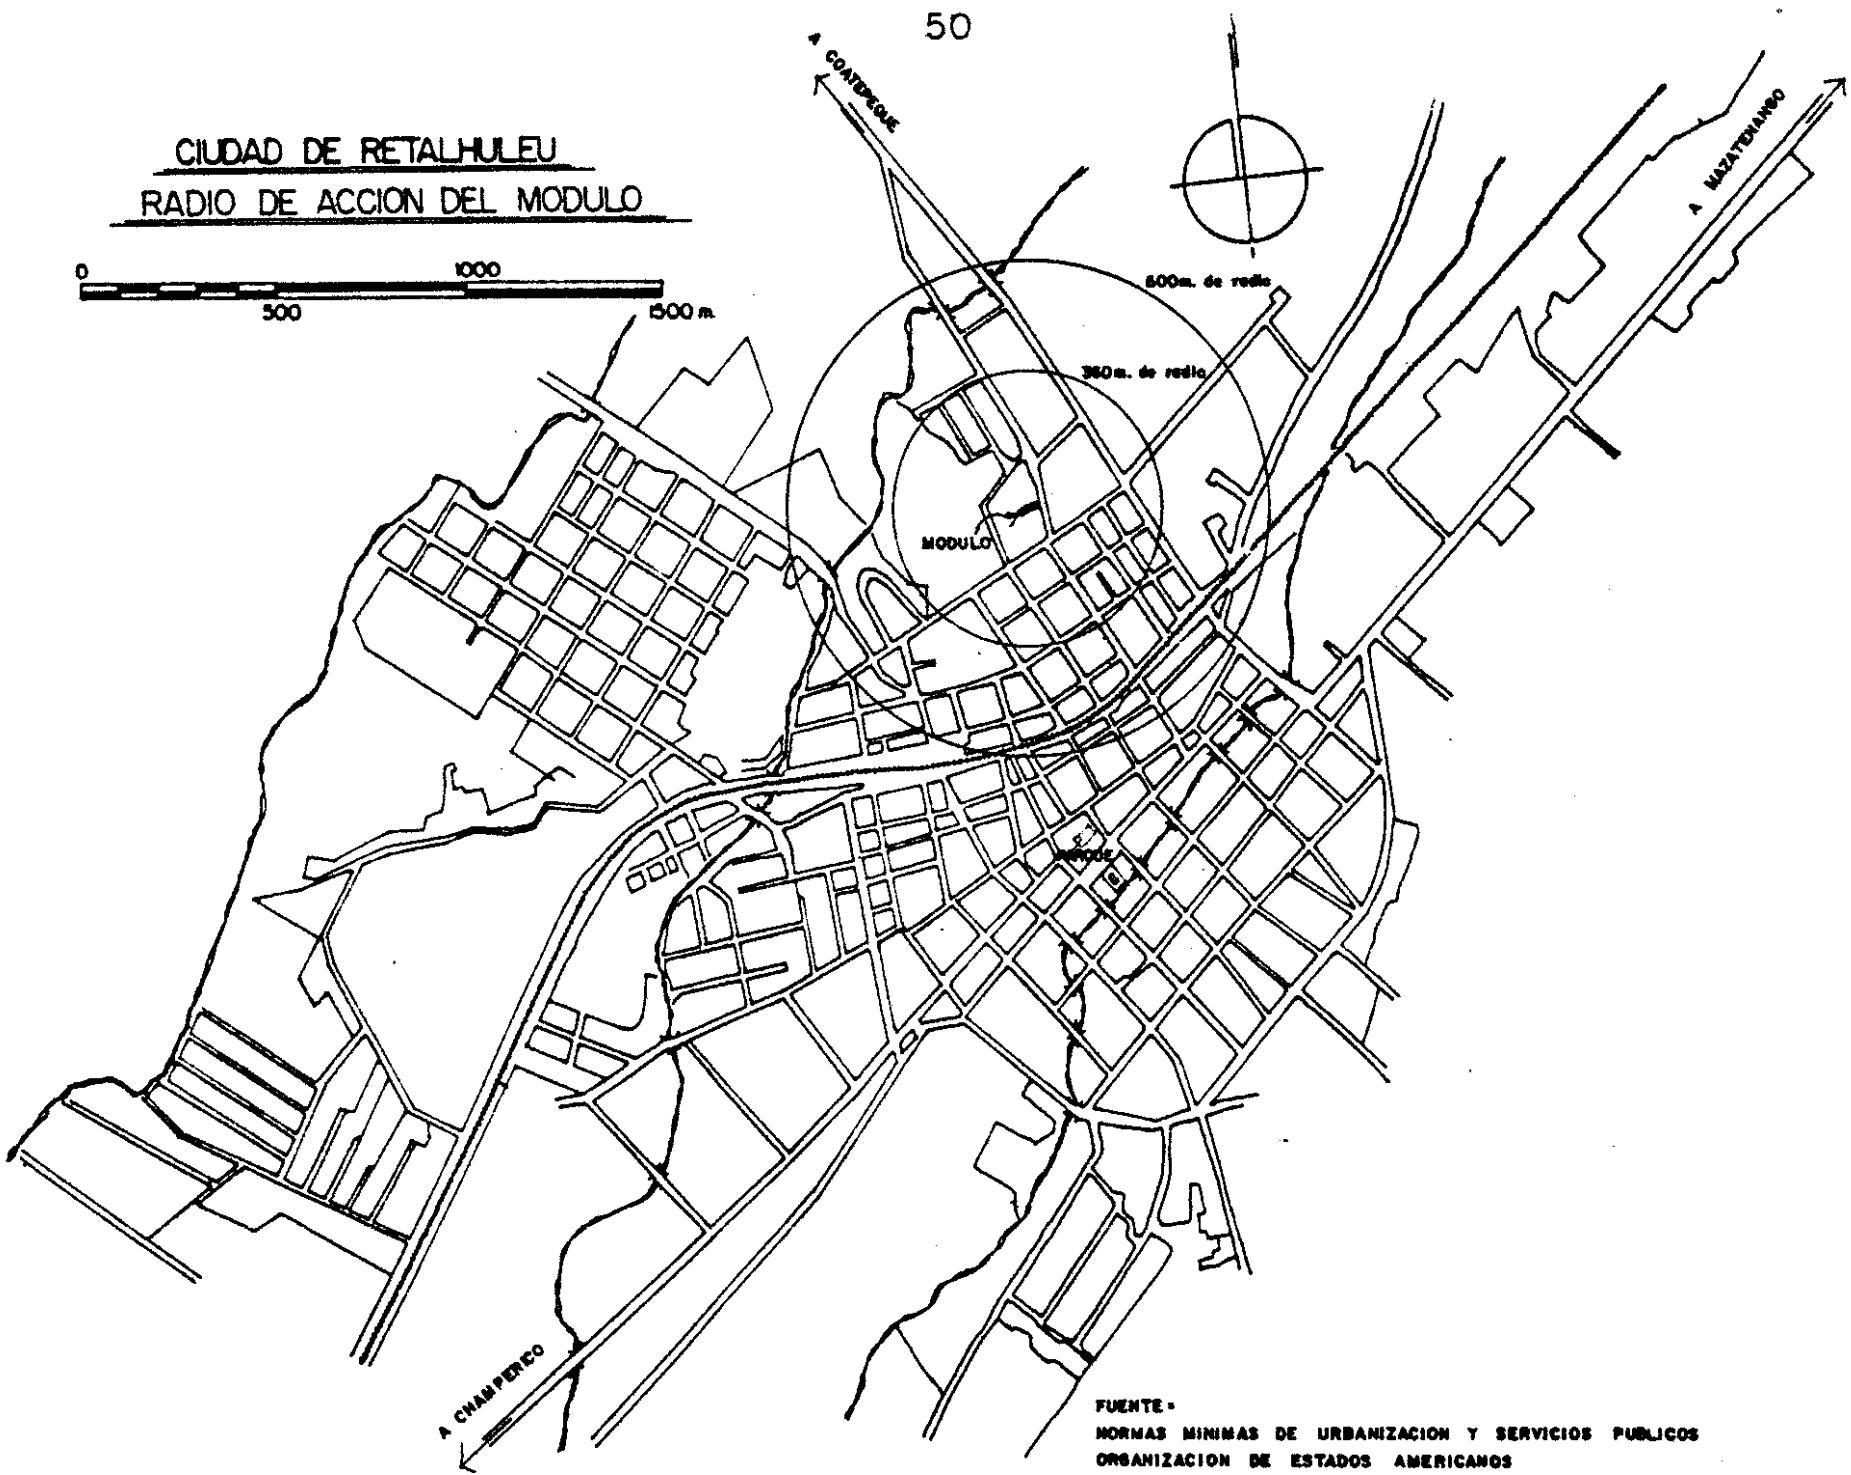 50
A COATEPEQUE
CIUDAD DE RETALHULEU
RADIO DE ACCION DEL MODULO
0
1000
500
1500 m.
A MAZATENANGO
600m. de radio
360m. de radio
MODULO
PARQUE
A CHAMPERICO
FUENTE=
NORMAS MINIMAS DE URBANIZACION Y SERVICIOS PUBLICOS
ORGANIZACION DE ESTADOS AMERICANOS